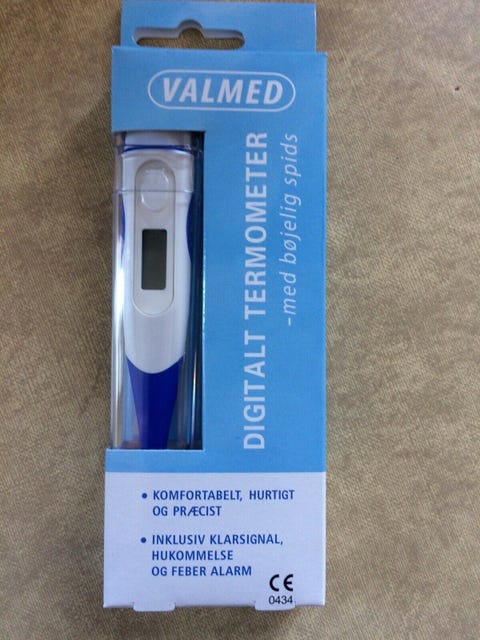 VALMED
DIGITALT TERMOMETER
-med bøjelig spids
• KOMFORTABELT, HURTIGT
OG PRÆCIST
• INKLUSIV KLARSIGNAL,
HUKOMMELSE
OG FEBER ALARM
CE
0434